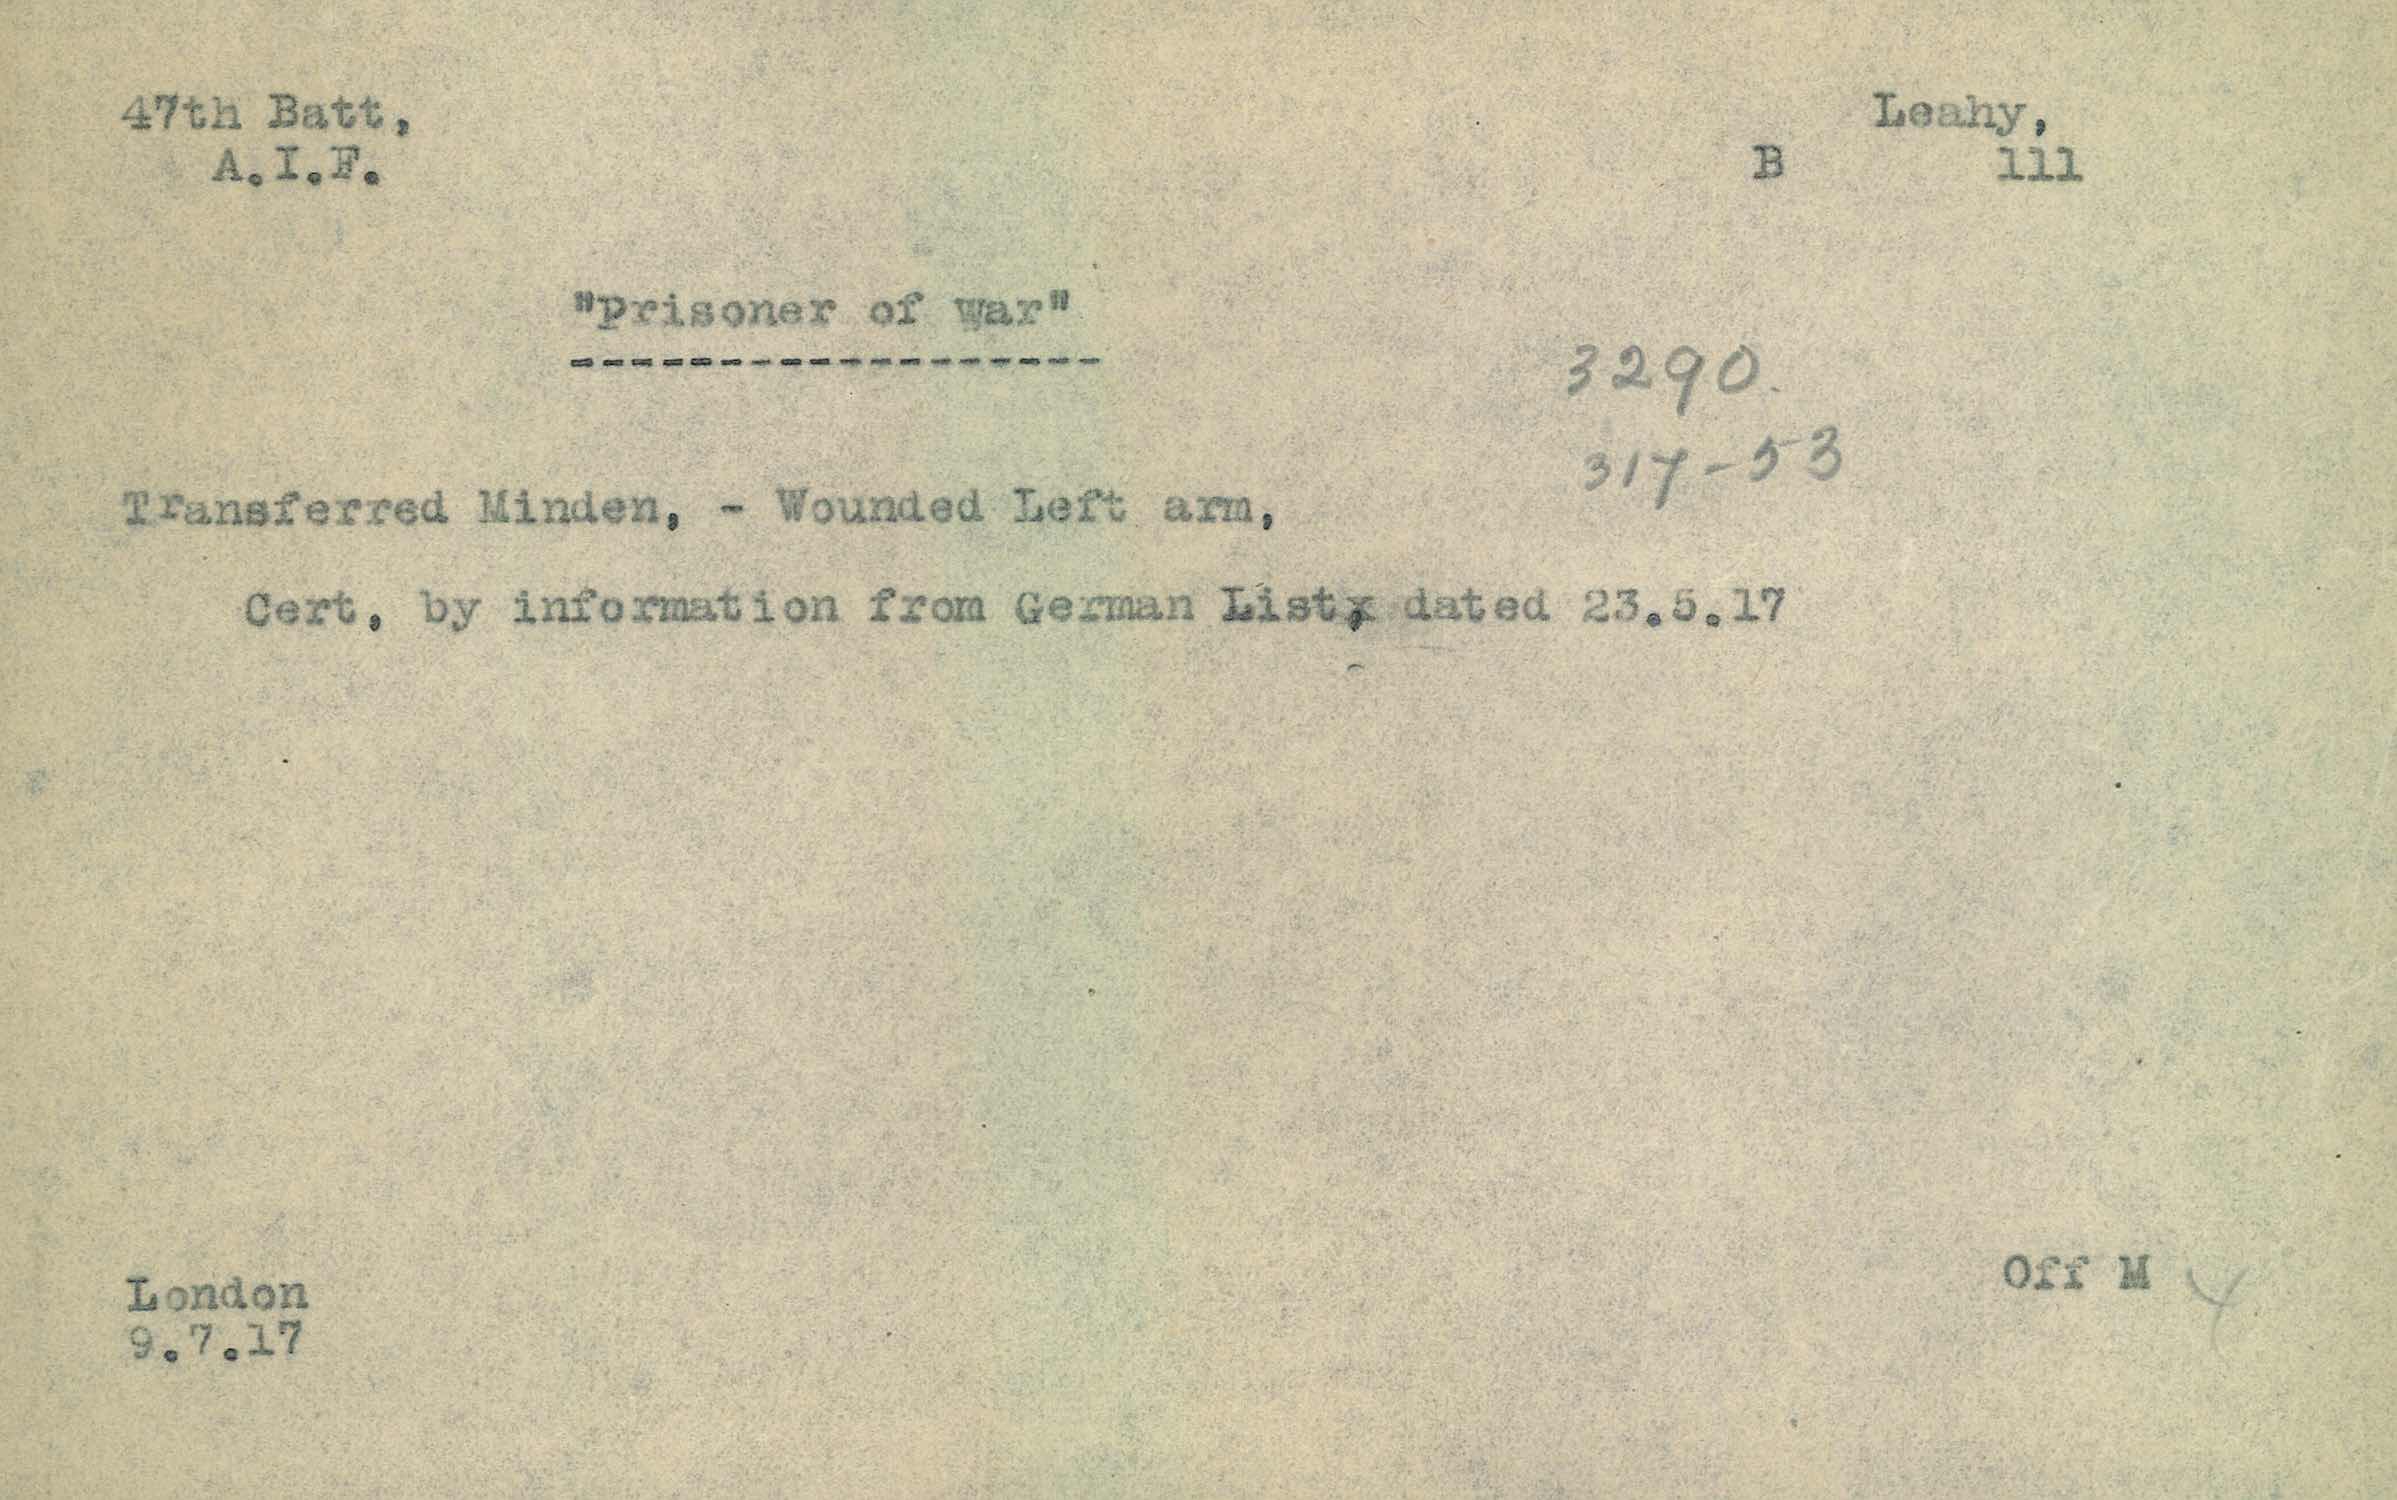 47th Batt, Leahy,
A.I.F. B 111
"Prisoner of War"
------------------
3290.
317-53
Transferred Minden, - Wounded Left arm,
Cert, by information from German List, dated 23.5.17
Off M
London
9.7.17